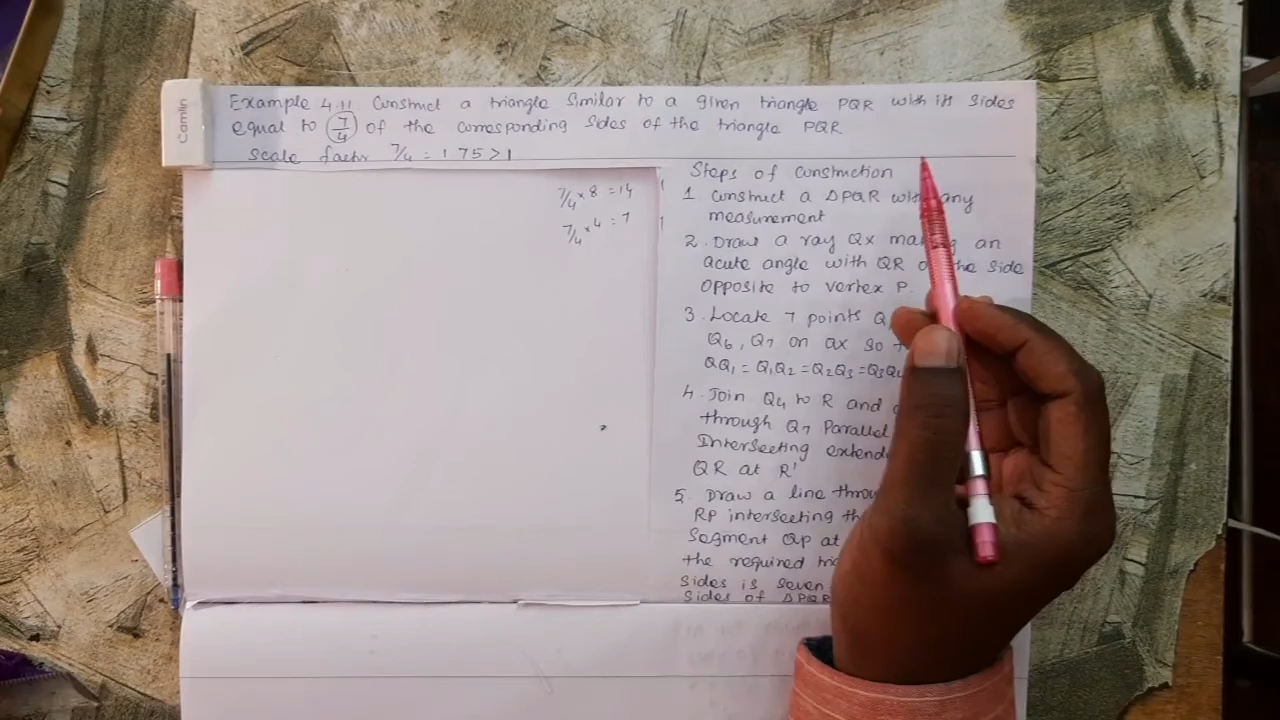 Camlin
Example 4.11 Construct a triangle similar to a given triangle PQR with its sides
equal to 7/4 of the corresponding sides of the triangle PQR.
Scale factor 7/4 = 1.75 > 1
7/4 × 8 = 14
7/4 × 4 = 7
Steps of construction
1 Construct a ΔPQR with any
measurement
2. Draw a ray Qx making an
acute angle with QR on the side
opposite to vertex P.
3. Locate 7 points Q
Q6, Q7 on ax so
QQ1 = Q1Q2 = Q2Q3 = Q3Q4
4. Join Q4 to R and
through Q7 Parallel
Intersecting extend
QR at R'
5. Draw a line throu
RP intersecting th
Segment QP at
the required tri
Sides is seven
Sides of ΔPQR